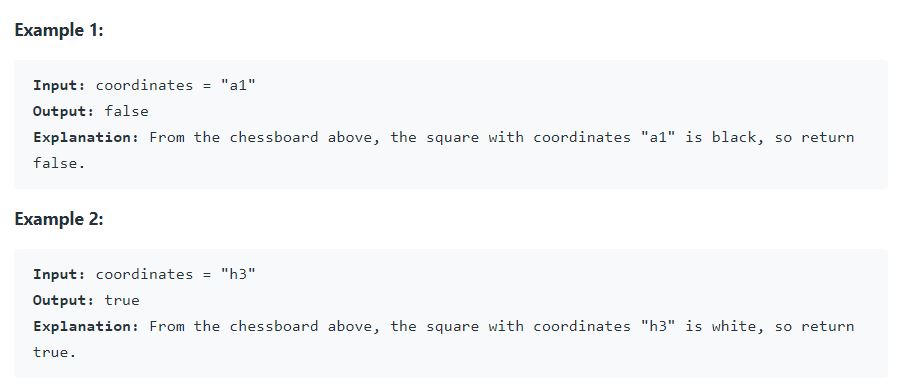 Example 1:
Input: coordinates = "a1"
Output: false
Explanation: From the chessboard above, the square with coordinates "a1" is black, so return
false.
Example 2:
Input: coordinates = "h3"
Output: true
Explanation: From the chessboard above, the square with coordinates "h3" is white, so return
true.